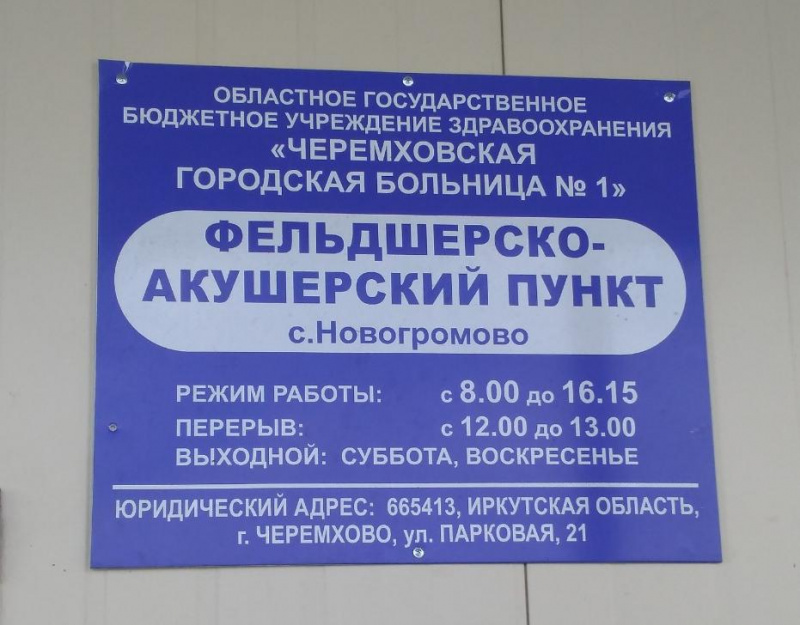 ОБЛАСТНОЕ ГОСУДАРСТВЕННОЕ
БЮДЖЕТНОЕ УЧРЕЖДЕНИЕ ЗДРАВООХРАНЕНИЯ
«ЧЕРЕМХОВСКАЯ
ГОРОДСКАЯ БОЛЬНИЦА № 1»
ФЕЛЬДШЕРСКО-
АКУШЕРСКИЙ ПУНКТ
с.Новогромово
РЕЖИМ РАБОТЫ: с 8.00 до 16.15
ПЕРЕРЫВ: с 12.00 до 13.00
ВЫХОДНОЙ: СУББОТА, ВОСКРЕСЕНЬЕ
ЮРИДИЧЕСКИЙ АДРЕС: 665413, ИРКУТСКАЯ ОБЛАСТЬ,
г. ЧЕРЕМХОВО, ул. ПАРКОВАЯ, 21